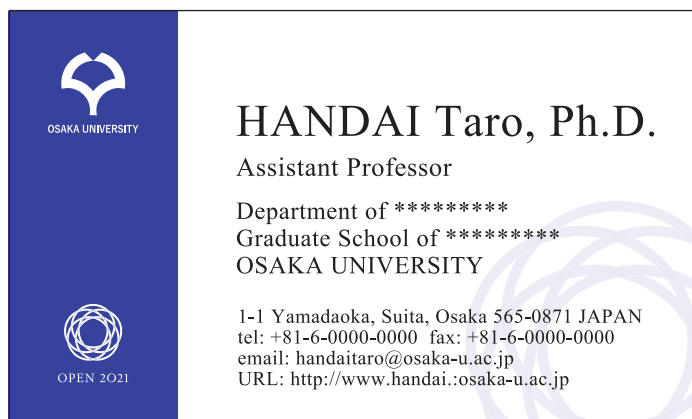 OSAKA UNIVERSITY
HANDAI Taro, Ph.D.
Assistant Professor
Department of *********
Graduate School of *********
OSAKA UNIVERSITY
1-1 Yamadaoka, Suita, Osaka 565-0871 JAPAN
tel: +81-6-0000-0000  fax: +81-6-0000-0000
email: handaitaro@osaka-u.ac.jp
URL: http://www.handai.:osaka-u.ac.jp
OPEN 2O21